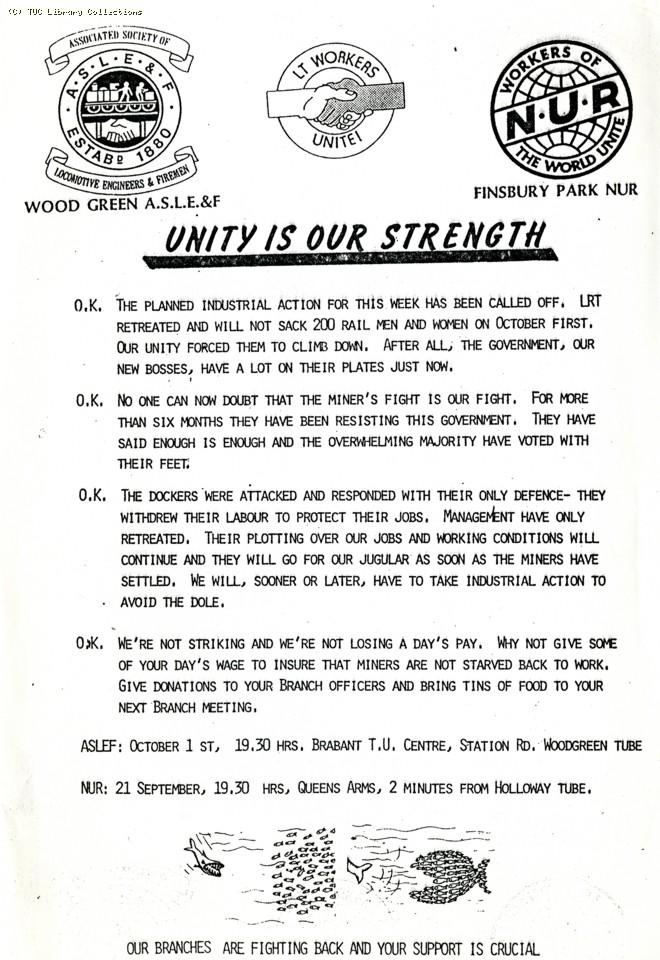 (C) TUC Library Collections
ASSOCIATED SOCIETY OF
A·S·L·E·&·F
ESTABD 1880
LOCOMOTIVE ENGINEERS & FIREMEN
WOOD GREEN A.S.L.E.&F
LT WORKERS
UNITE!
WORKERS OF
N·U·R
THE WORLD UNITE
FINSBURY PARK NUR
UNITY IS OUR STRENGTH
O.K. THE PLANNED INDUSTRIAL ACTION FOR THIS WEEK HAS BEEN CALLED OFF. LRT
RETREATED AND WILL NOT SACK 200 RAIL MEN AND WOMEN ON OCTOBER FIRST.
OUR UNITY FORCED THEM TO CLIMB DOWN. AFTER ALL, THE GOVERNMENT, OUR
NEW BOSSES, HAVE A LOT ON THEIR PLATES JUST NOW.
O.K. NO ONE CAN NOW DOUBT THAT THE MINER'S FIGHT IS OUR FIGHT. FOR MORE
THAN SIX MONTHS THEY HAVE BEEN RESISTING THIS GOVERNMENT. THEY HAVE
SAID ENOUGH IS ENOUGH AND THE OVERWHELMING MAJORITY HAVE VOTED WITH
THEIR FEET.
O.K. THE DOCKERS WERE ATTACKED AND RESPONDED WITH THEIR ONLY DEFENCE- THEY
WITHDREW THEIR LABOUR TO PROTECT THEIR JOBS. MANAGEMENT HAVE ONLY
RETREATED. THEIR PLOTTING OVER OUR JOBS AND WORKING CONDITIONS WILL
CONTINUE AND THEY WILL GO FOR OUR JUGULAR AS SOON AS THE MINERS HAVE
SETTLED. WE WILL, SOONER OR LATER, HAVE TO TAKE INDUSTRIAL ACTION TO
AVOID THE DOLE.
O.K. WE'RE NOT STRIKING AND WE'RE NOT LOSING A DAY'S PAY. WHY NOT GIVE SOME
OF YOUR DAY'S WAGE TO INSURE THAT MINERS ARE NOT STARVED BACK TO WORK.
GIVE DONATIONS TO YOUR BRANCH OFFICERS AND BRING TINS OF FOOD TO YOUR
NEXT BRANCH MEETING.
ASLEF: OCTOBER 1 ST, 19.30 HRS. BRABANT T.U. CENTRE, STATION RD. WOODGREEN TUBE
NUR: 21 SEPTEMBER, 19.30 HRS, QUEENS ARMS, 2 MINUTES FROM HOLLOWAY TUBE.
OUR BRANCHES ARE FIGHTING BACK AND YOUR SUPPORT IS CRUCIAL